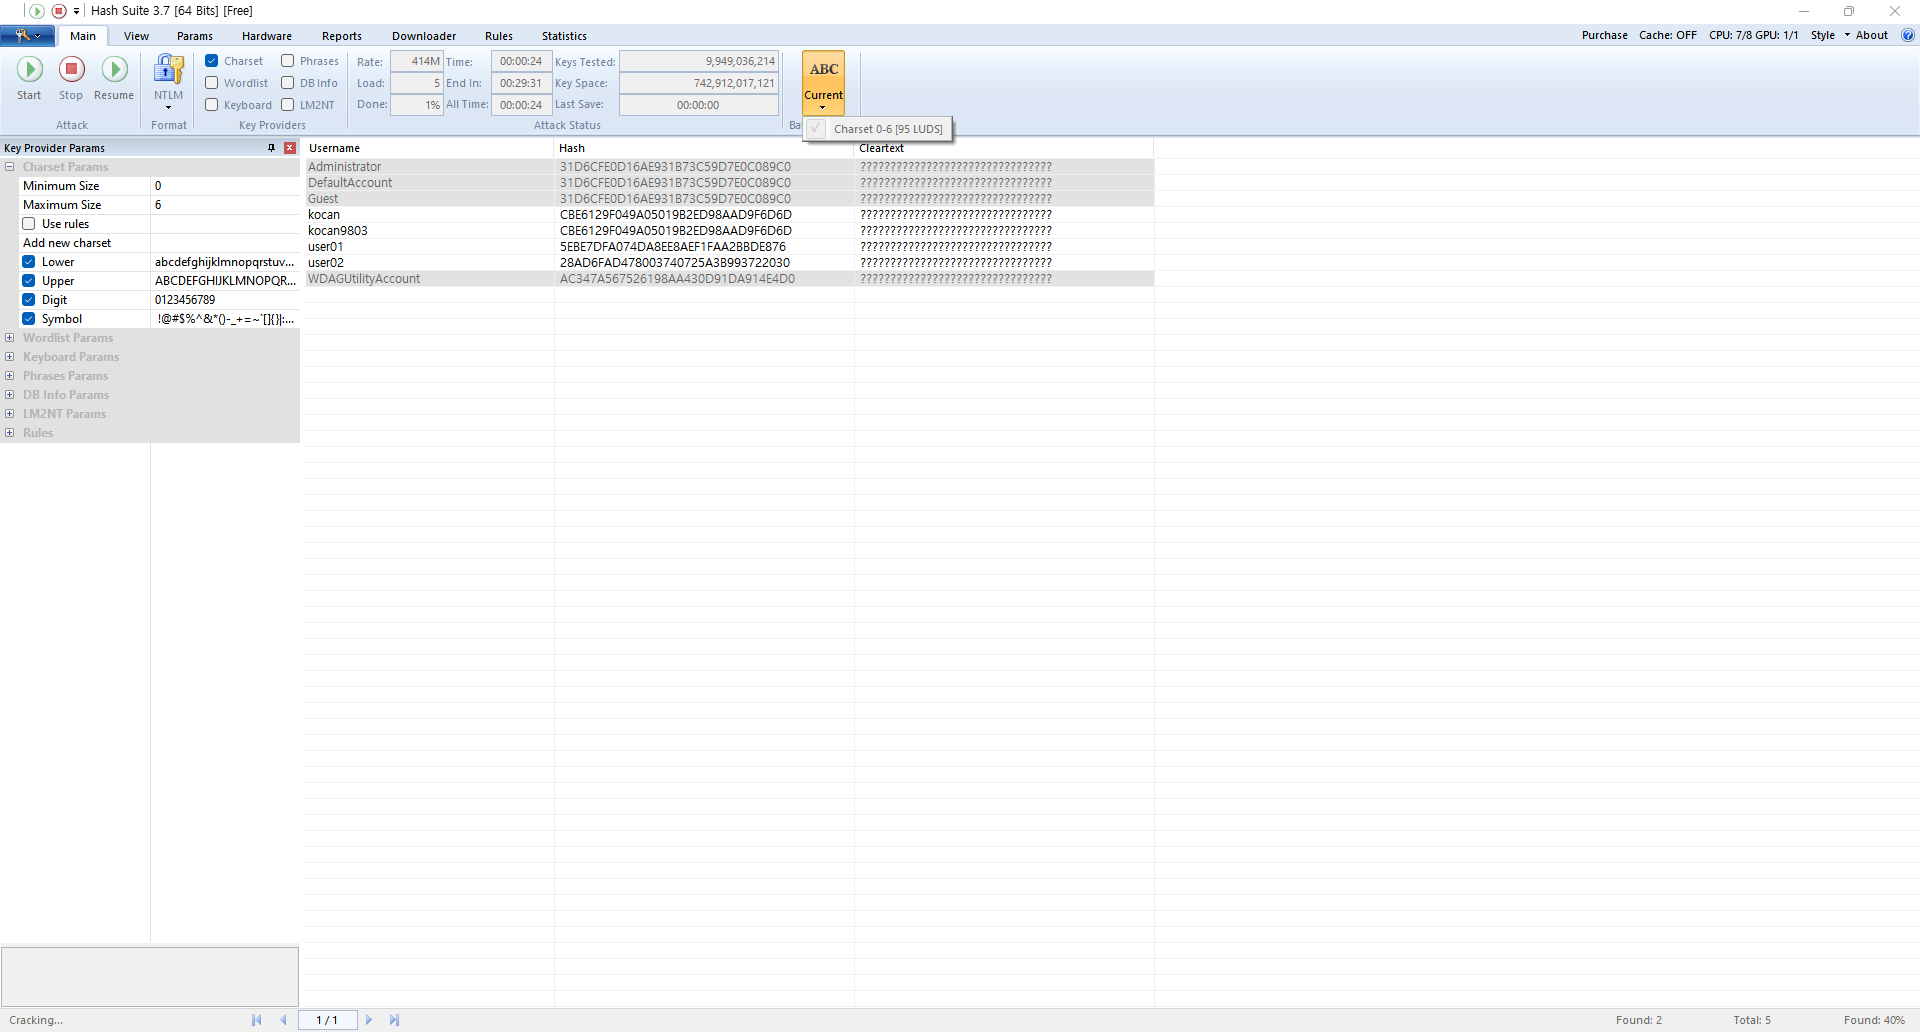 Hash Suite 3.7 [64 Bits] [Free]
Main View Params Hardware Reports Downloader Rules Statistics Purchase Cache: OFF CPU: 7/8 GPU: 1/1 Style About
Start Stop Resume
Attack
NTLM
Format
Charset Phrases
Wordlist DB Info
Keyboard LM2NT
Key Providers
Rate: 414M Time: 00:00:24 Keys Tested: 9,949,036,214
Load: 5 End In: 00:29:31 Key Space: 742,912,017,121
Done: 1% All Time: 00:00:24 Last Save: 00:00:00
Attack Status
ABC
Current
Ba
Charset 0-6 [95 LUDS]
Key Provider Params
Charset Params
Minimum Size 0
Maximum Size 6
Use rules
Add new charset
Lower abcdefghijklmnopqrstuv...
Upper ABCDEFGHIJKLMNOPQR...
Digit 0123456789
Symbol !@#$%^&*()-_+=~`[]{}|:...
Wordlist Params
Keyboard Params
Phrases Params
DB Info Params
LM2NT Params
Rules
Username Hash Cleartext
Administrator 31D6CFE0D16AE931B73C59D7E0C089C0 ????????????????????????????????
DefaultAccount 31D6CFE0D16AE931B73C59D7E0C089C0 ????????????????????????????????
Guest 31D6CFE0D16AE931B73C59D7E0C089C0 ????????????????????????????????
kocan CBE6129F049A05019B2ED98AAD9F6D6D ????????????????????????????????
kocan9803 CBE6129F049A05019B2ED98AAD9F6D6D ????????????????????????????????
user01 5EBE7DFA074DA8EE8AEF1FAA2BBDE876 ????????????????????????????????
user02 28AD6FAD478003740725A3B993722030 ????????????????????????????????
WDAGUtilityAccount AC347A567526198AA430D91DA914E4D0 ????????????????????????????????
Cracking... 1 / 1 Found: 2 Total: 5 Found: 40%